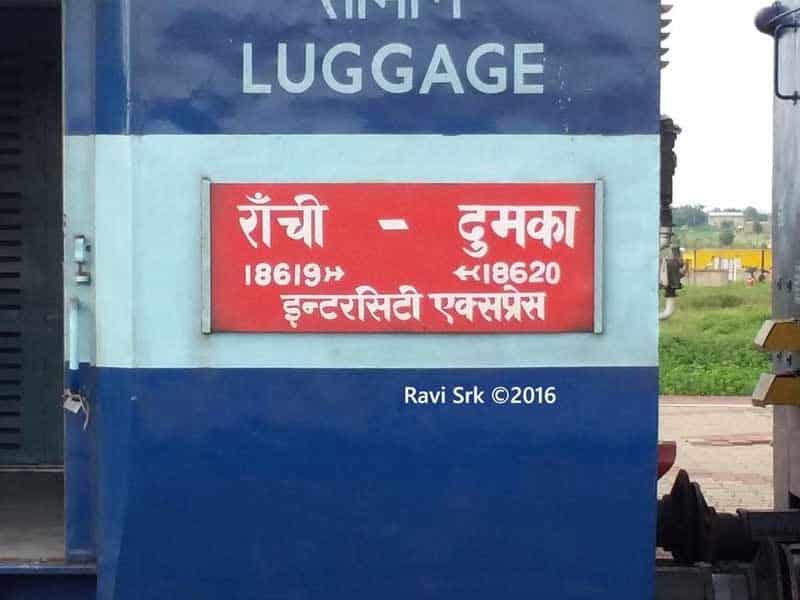 सामान
LUGGAGE
राँची - दुमका
18619 18620
इन्टरसिटी एक्सप्रेस
Ravi Srk ©2016